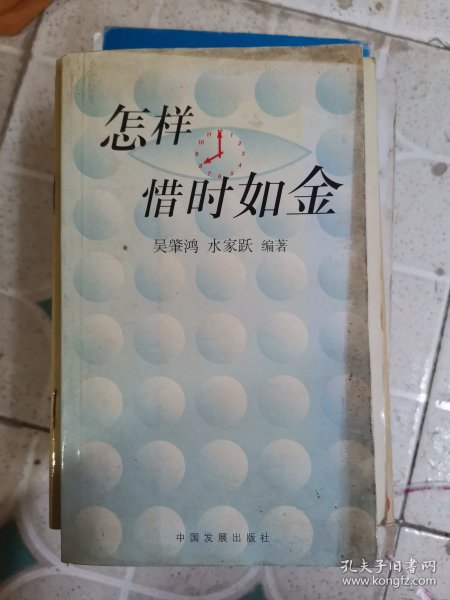 怎样
惜时如金
吴肇鸿 水家跃 编著
中国发展出版社
孔夫子旧书网
www.kongfz.com